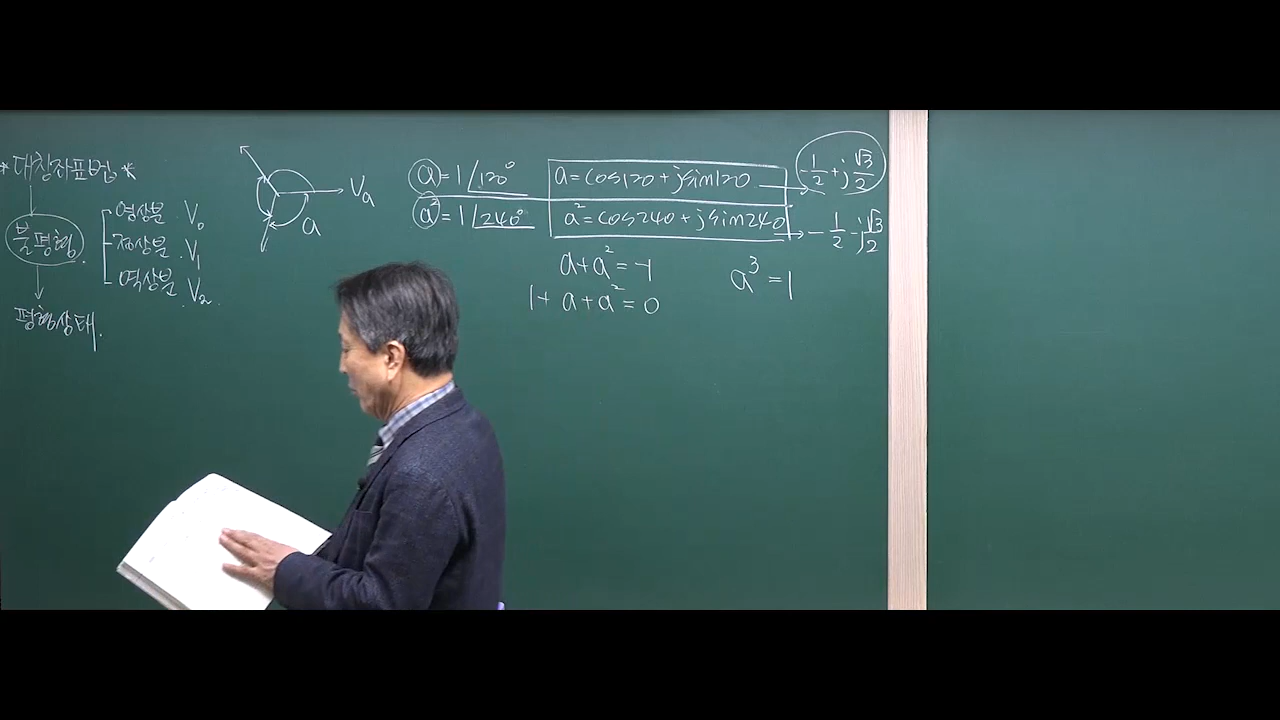 *대칭좌표법*
불평형
평형상태.
영상분 V₀
정상분. V₁
역상분. V₂.
Va
a
a = 1∠120°
a² = 1∠240°
a = cos120 + jsin120 → -1/2 + j√3/2
a² = cos240 + jsin240 → -1/2 - j√3/2
a + a² = -1
1 + a + a² = 0
a³ = 1